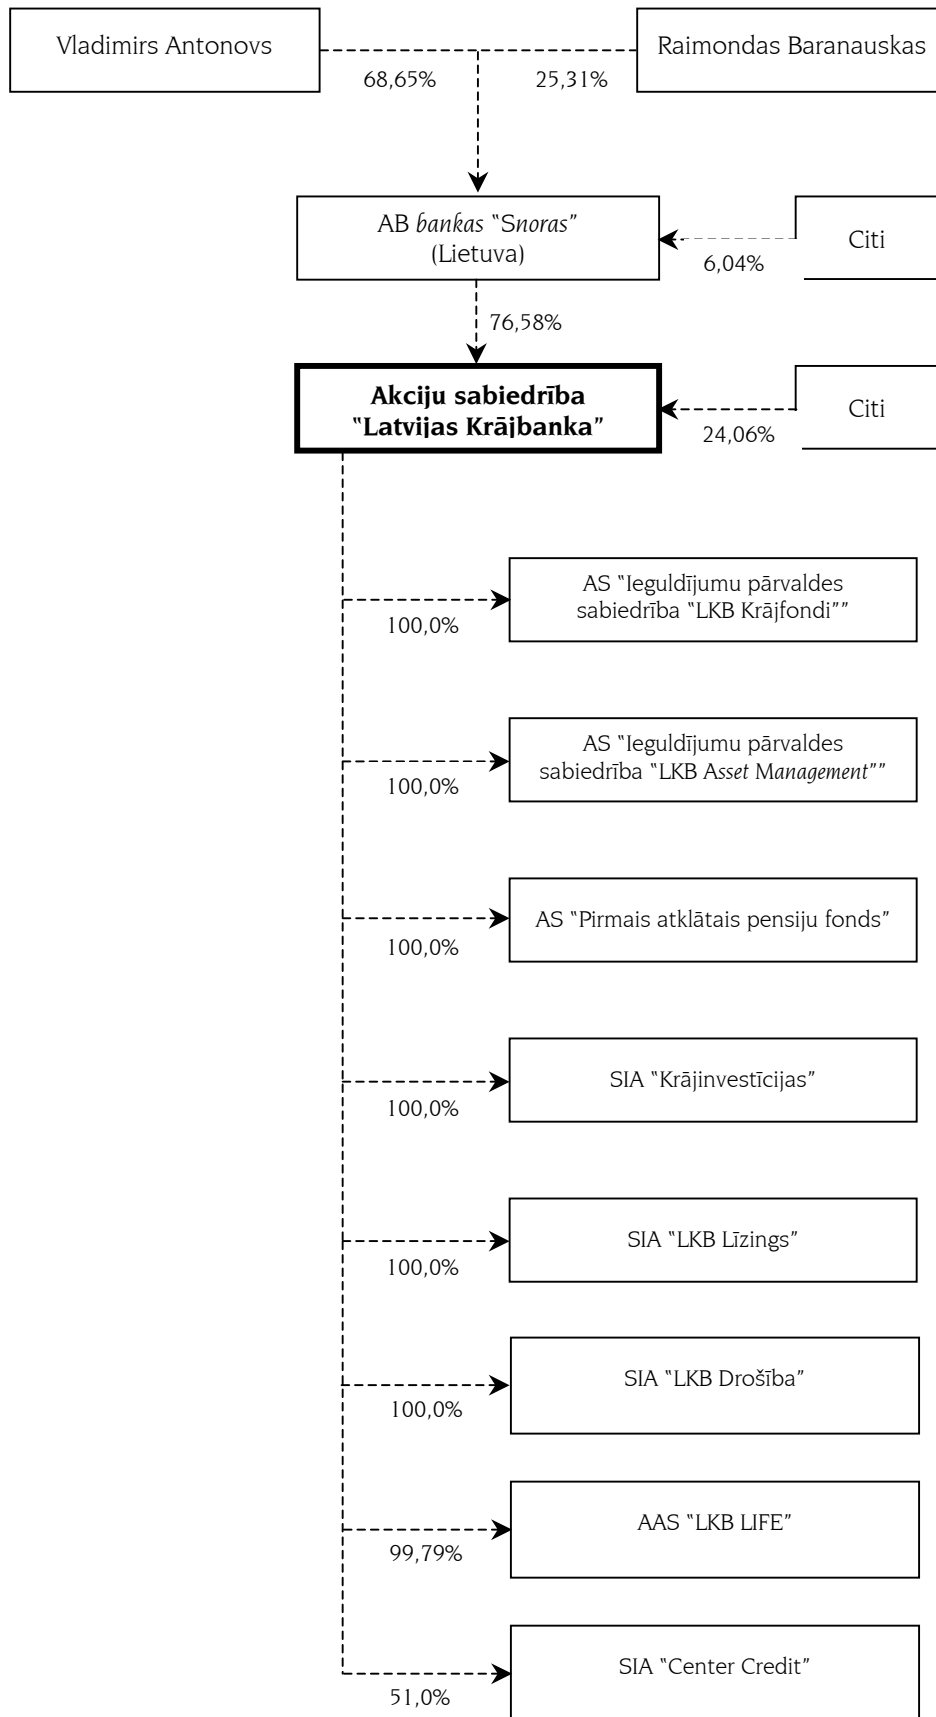 Vladimirs Antonovs
Raimondas Baranauskas
68,65%
25,31%
AB bankas “Snoras”
(Lietuva)
Citi
6,04%
76,58%
Akciju sabiedrība
“Latvijas Krājbanka”
Citi
24,06%
AS “Ieguldījumu pārvaldes
sabiedrība “LKB Krājfondi””
100,0%
AS “Ieguldījumu pārvaldes
sabiedrība “LKB Asset Management””
100,0%
AS “Pirmais atklātais pensiju fonds”
100,0%
SIA “Krājinvestīcijas”
100,0%
SIA “LKB Līzings”
100,0%
SIA “LKB Drošība”
100,0%
AAS “LKB LIFE”
99,79%
SIA “Center Credit”
51,0%